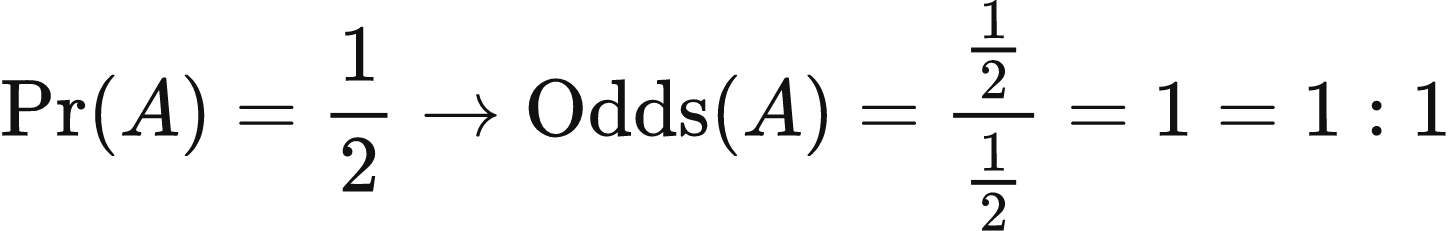 Pr(A) = 1/2 → Odds(A) = (1/2)/(1/2) = 1 = 1 : 1